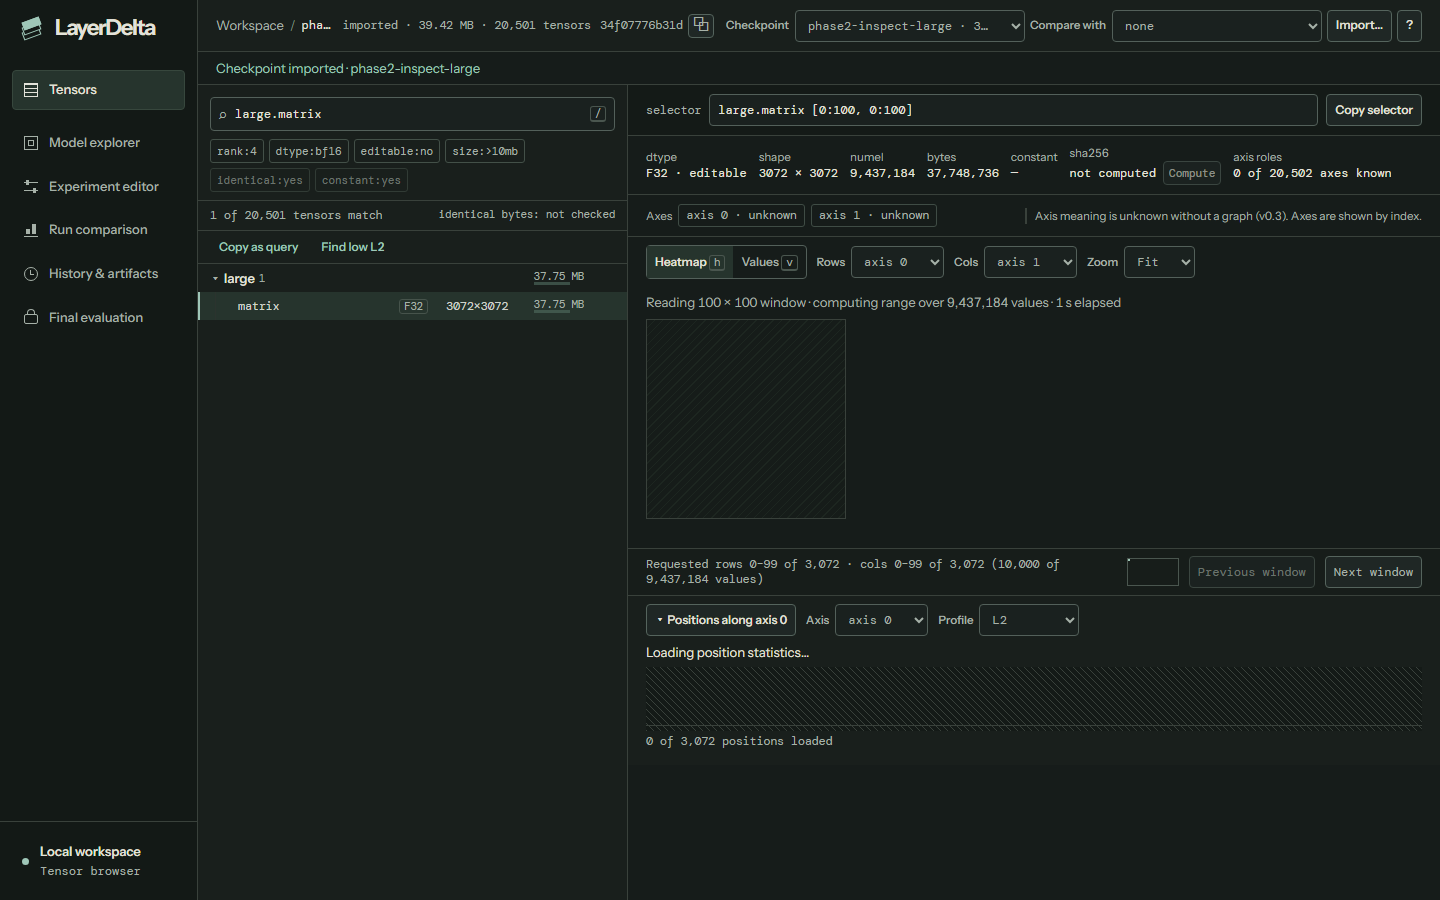 LayerDelta
Workspace / pha... imported · 39.42 MB · 20,501 tensors 34f07776b31d Checkpoint phase2-inspect-large · 3... Compare with none Import... ?
Checkpoint imported · phase2-inspect-large
Tensors
Model explorer
Experiment editor
Run comparison
History & artifacts
Final evaluation
Local workspace
Tensor browser
large.matrix /
rank:4 dtype:bf16 editable:no size:>10mb
identical:yes constant:yes
1 of 20,501 tensors match identical bytes: not checked
Copy as query Find low L2
large 1 37.75 MB
matrix F32 3072×3072 37.75 MB
selector large.matrix [0:100, 0:100] Copy selector
dtype shape numel bytes constant sha256 axis roles
F32 · editable 3072 × 3072 9,437,184 37,748,736 — not computed Compute 0 of 20,502 axes known
Axes axis 0 · unknown axis 1 · unknown Axis meaning is unknown without a graph (v0.3). Axes are shown by index.
Heatmap h Values v Rows axis 0 Cols axis 1 Zoom Fit
Reading 100 × 100 window · computing range over 9,437,184 values · 1 s elapsed
Requested rows 0–99 of 3,072 · cols 0–99 of 3,072 (10,000 of
9,437,184 values)
Previous window Next window
Positions along axis 0 Axis axis 0 Profile L2
Loading position statistics...
0 of 3,072 positions loaded